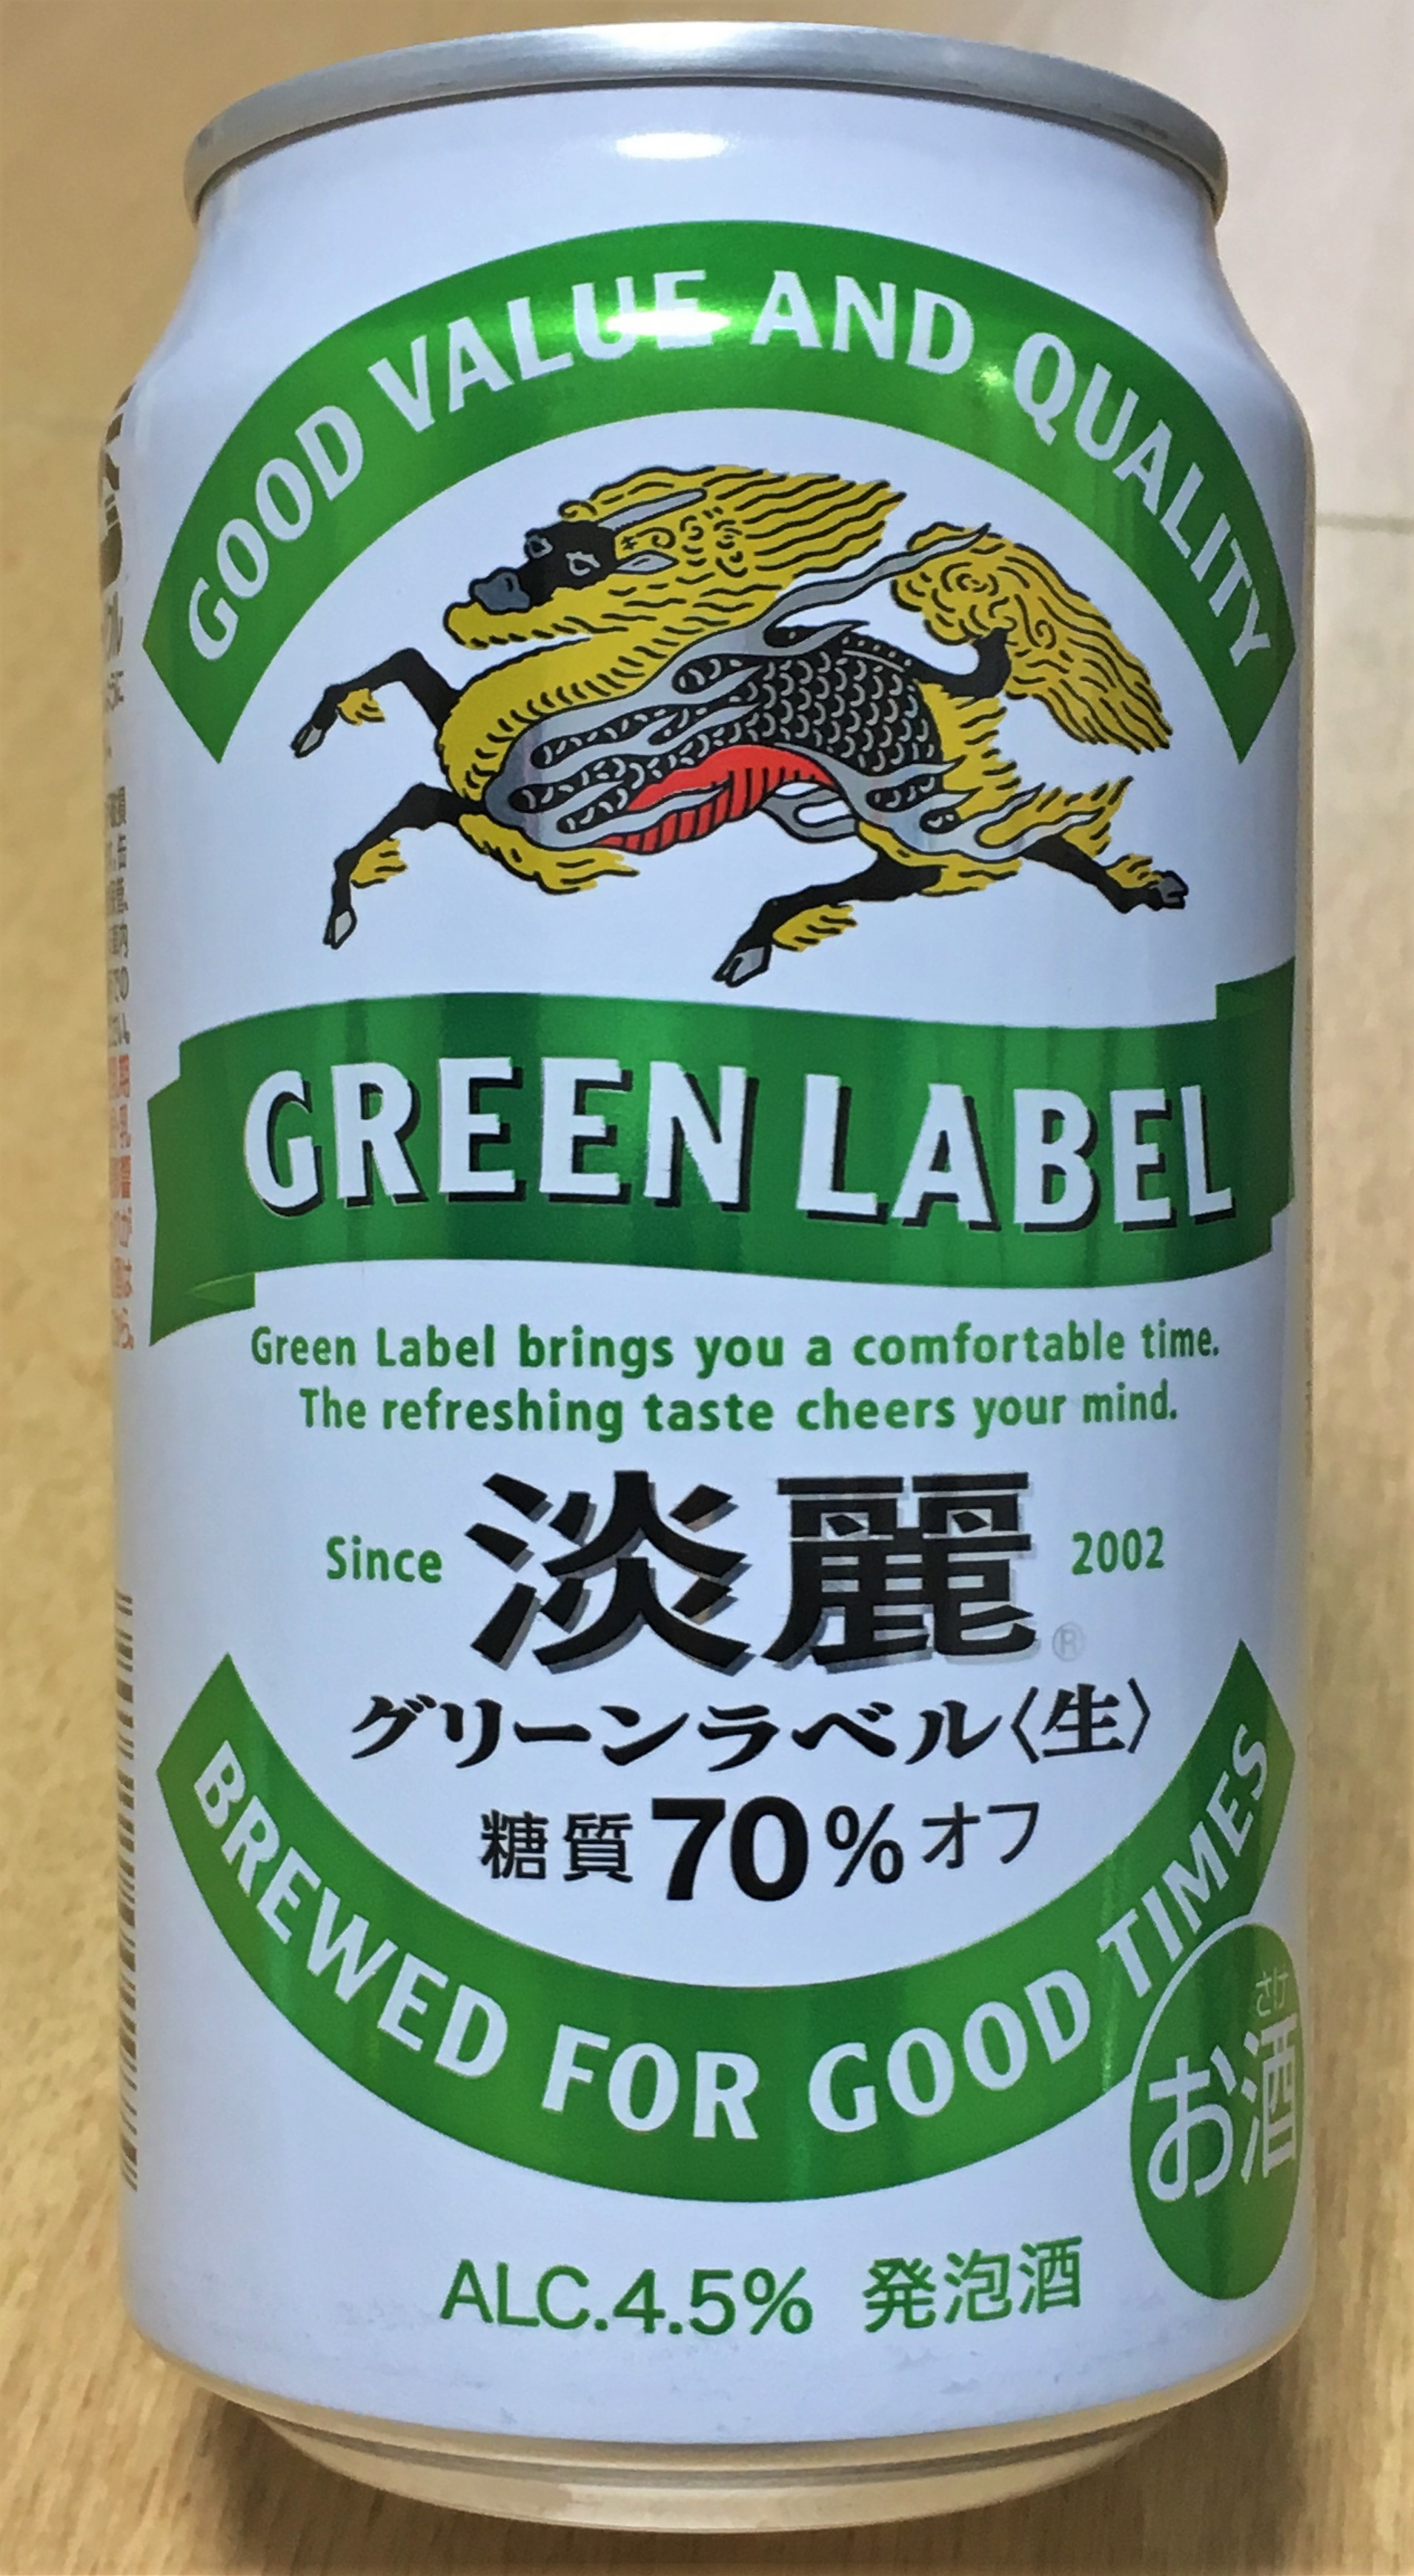 GOOD VALUE AND QUALITY
GREEN LABEL
Green Label brings you a comfortable time.
The refreshing taste cheers your mind.
Since 淡麗® 2002
グリーンラベル〈生〉
糖質70%オフ
BREWED FOR GOOD TIMES
さけ
お酒
ALC.4.5% 発泡酒